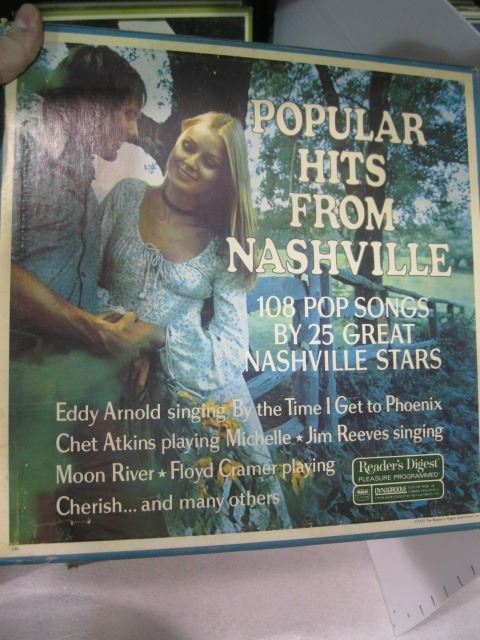 POPULAR
HITS
FROM
NASHVILLE
108 POP SONGS
BY 25 GREAT
NASHVILLE STARS
Eddy Arnold singing By the Time I Get to Phoenix
Chet Atkins playing Michelle ★ Jim Reeves singing
Moon River ★ Floyd Cramer playing
Cherish... and many others
Reader's Digest
PLEASURE PROGRAMMED
DYNAGROOVE